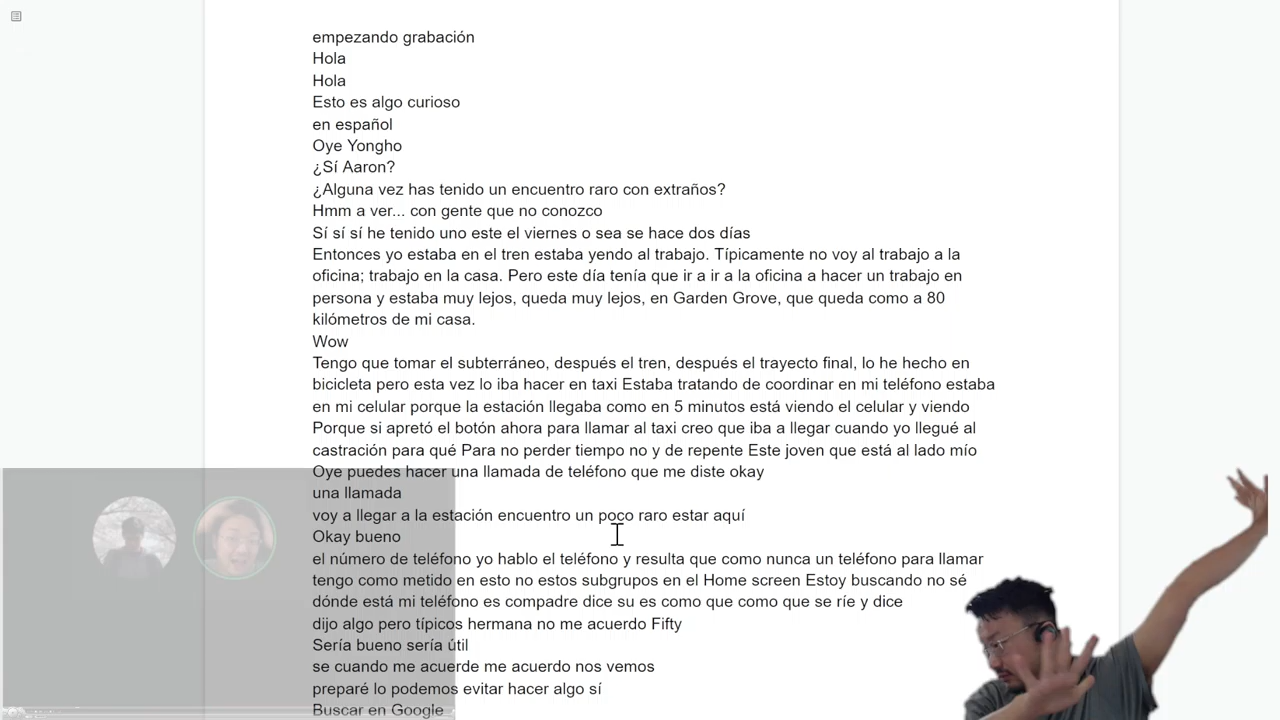 empezando grabación
Hola
Hola
Esto es algo curioso
en español
Oye Yongho
¿Sí Aaron?
¿Alguna vez has tenido un encuentro raro con extraños?
Hmm a ver... con gente que no conozco
Sí sí sí he tenido uno este el viernes o sea se hace dos días
Entonces yo estaba en el tren estaba yendo al trabajo. Típicamente no voy al trabajo a la
oficina; trabajo en la casa. Pero este día tenía que ir a ir a la oficina a hacer un trabajo en
persona y estaba muy lejos, queda muy lejos, en Garden Grove, que queda como a 80
kilómetros de mi casa.
Wow
Tengo que tomar el subterráneo, después el tren, después el trayecto final, lo he hecho en
bicicleta pero esta vez lo iba hacer en taxi Estaba tratando de coordinar en mi teléfono estaba
en mi celular porque la estación llegaba como en 5 minutos está viendo el celular y viendo
Porque si apretó el botón ahora para llamar al taxi creo que iba a llegar cuando yo llegué al
castración para qué Para no perder tiempo no y de repente Este joven que está al lado mío
Oye puedes hacer una llamada de teléfono que me diste okay
una llamada
voy a llegar a la estación encuentro un poco raro estar aquí
Okay bueno
el número de teléfono yo hablo el teléfono y resulta que como nunca un teléfono para llamar
tengo como metido en esto no estos subgrupos en el Home screen Estoy buscando no sé
dónde está mi teléfono es compadre dice su es como que como que se ríe y dice
dijo algo pero típicos hermana no me acuerdo Fifty
Sería bueno sería útil
se cuando me acuerde me acuerdo nos vemos
preparé lo podemos evitar hacer algo sí
Buscar en Google